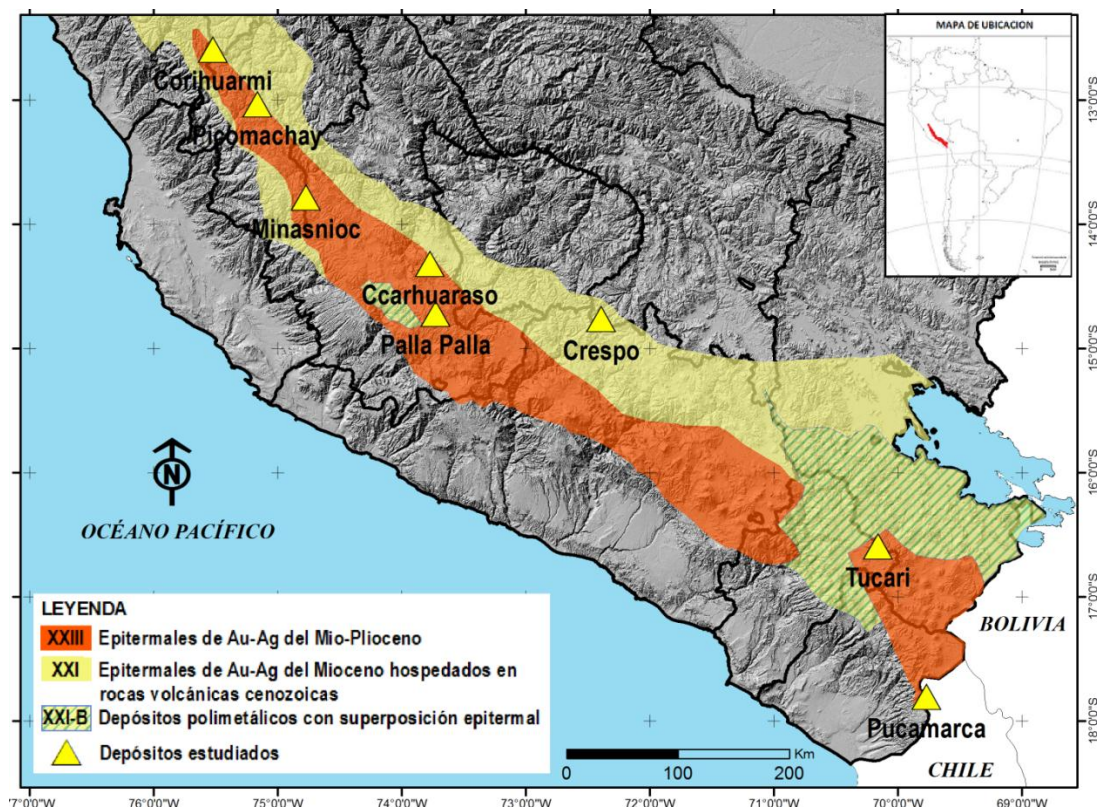 MAPA DE UBICACION
Corihuarmi
Picomachay
Minasnioc
Ccarhuaraso
Palla Palla
Crespo
Tucari
Pucamarca
N
OCÉANO PACÍFICO
BOLIVIA
CHILE
13°0'0"S
14°0'0"S
15°0'0"S
16°0'0"S
17°0'0"S
18°0'0"S
LEYENDA
XXIII Epitermales de Au-Ag del Mio-Plioceno
XXI Epitermales de Au-Ag del Mioceno hospedados en
rocas volcánicas cenozoicas
XXI-B Depósitos polimetálicos con superposición epitermal
Depósitos estudiados
Km
0 100 200
76°0'0"W 75°0'0"W 74°0'0"W 73°0'0"W 72°0'0"W 71°0'0"W 70°0'0"W 69°0'0"W